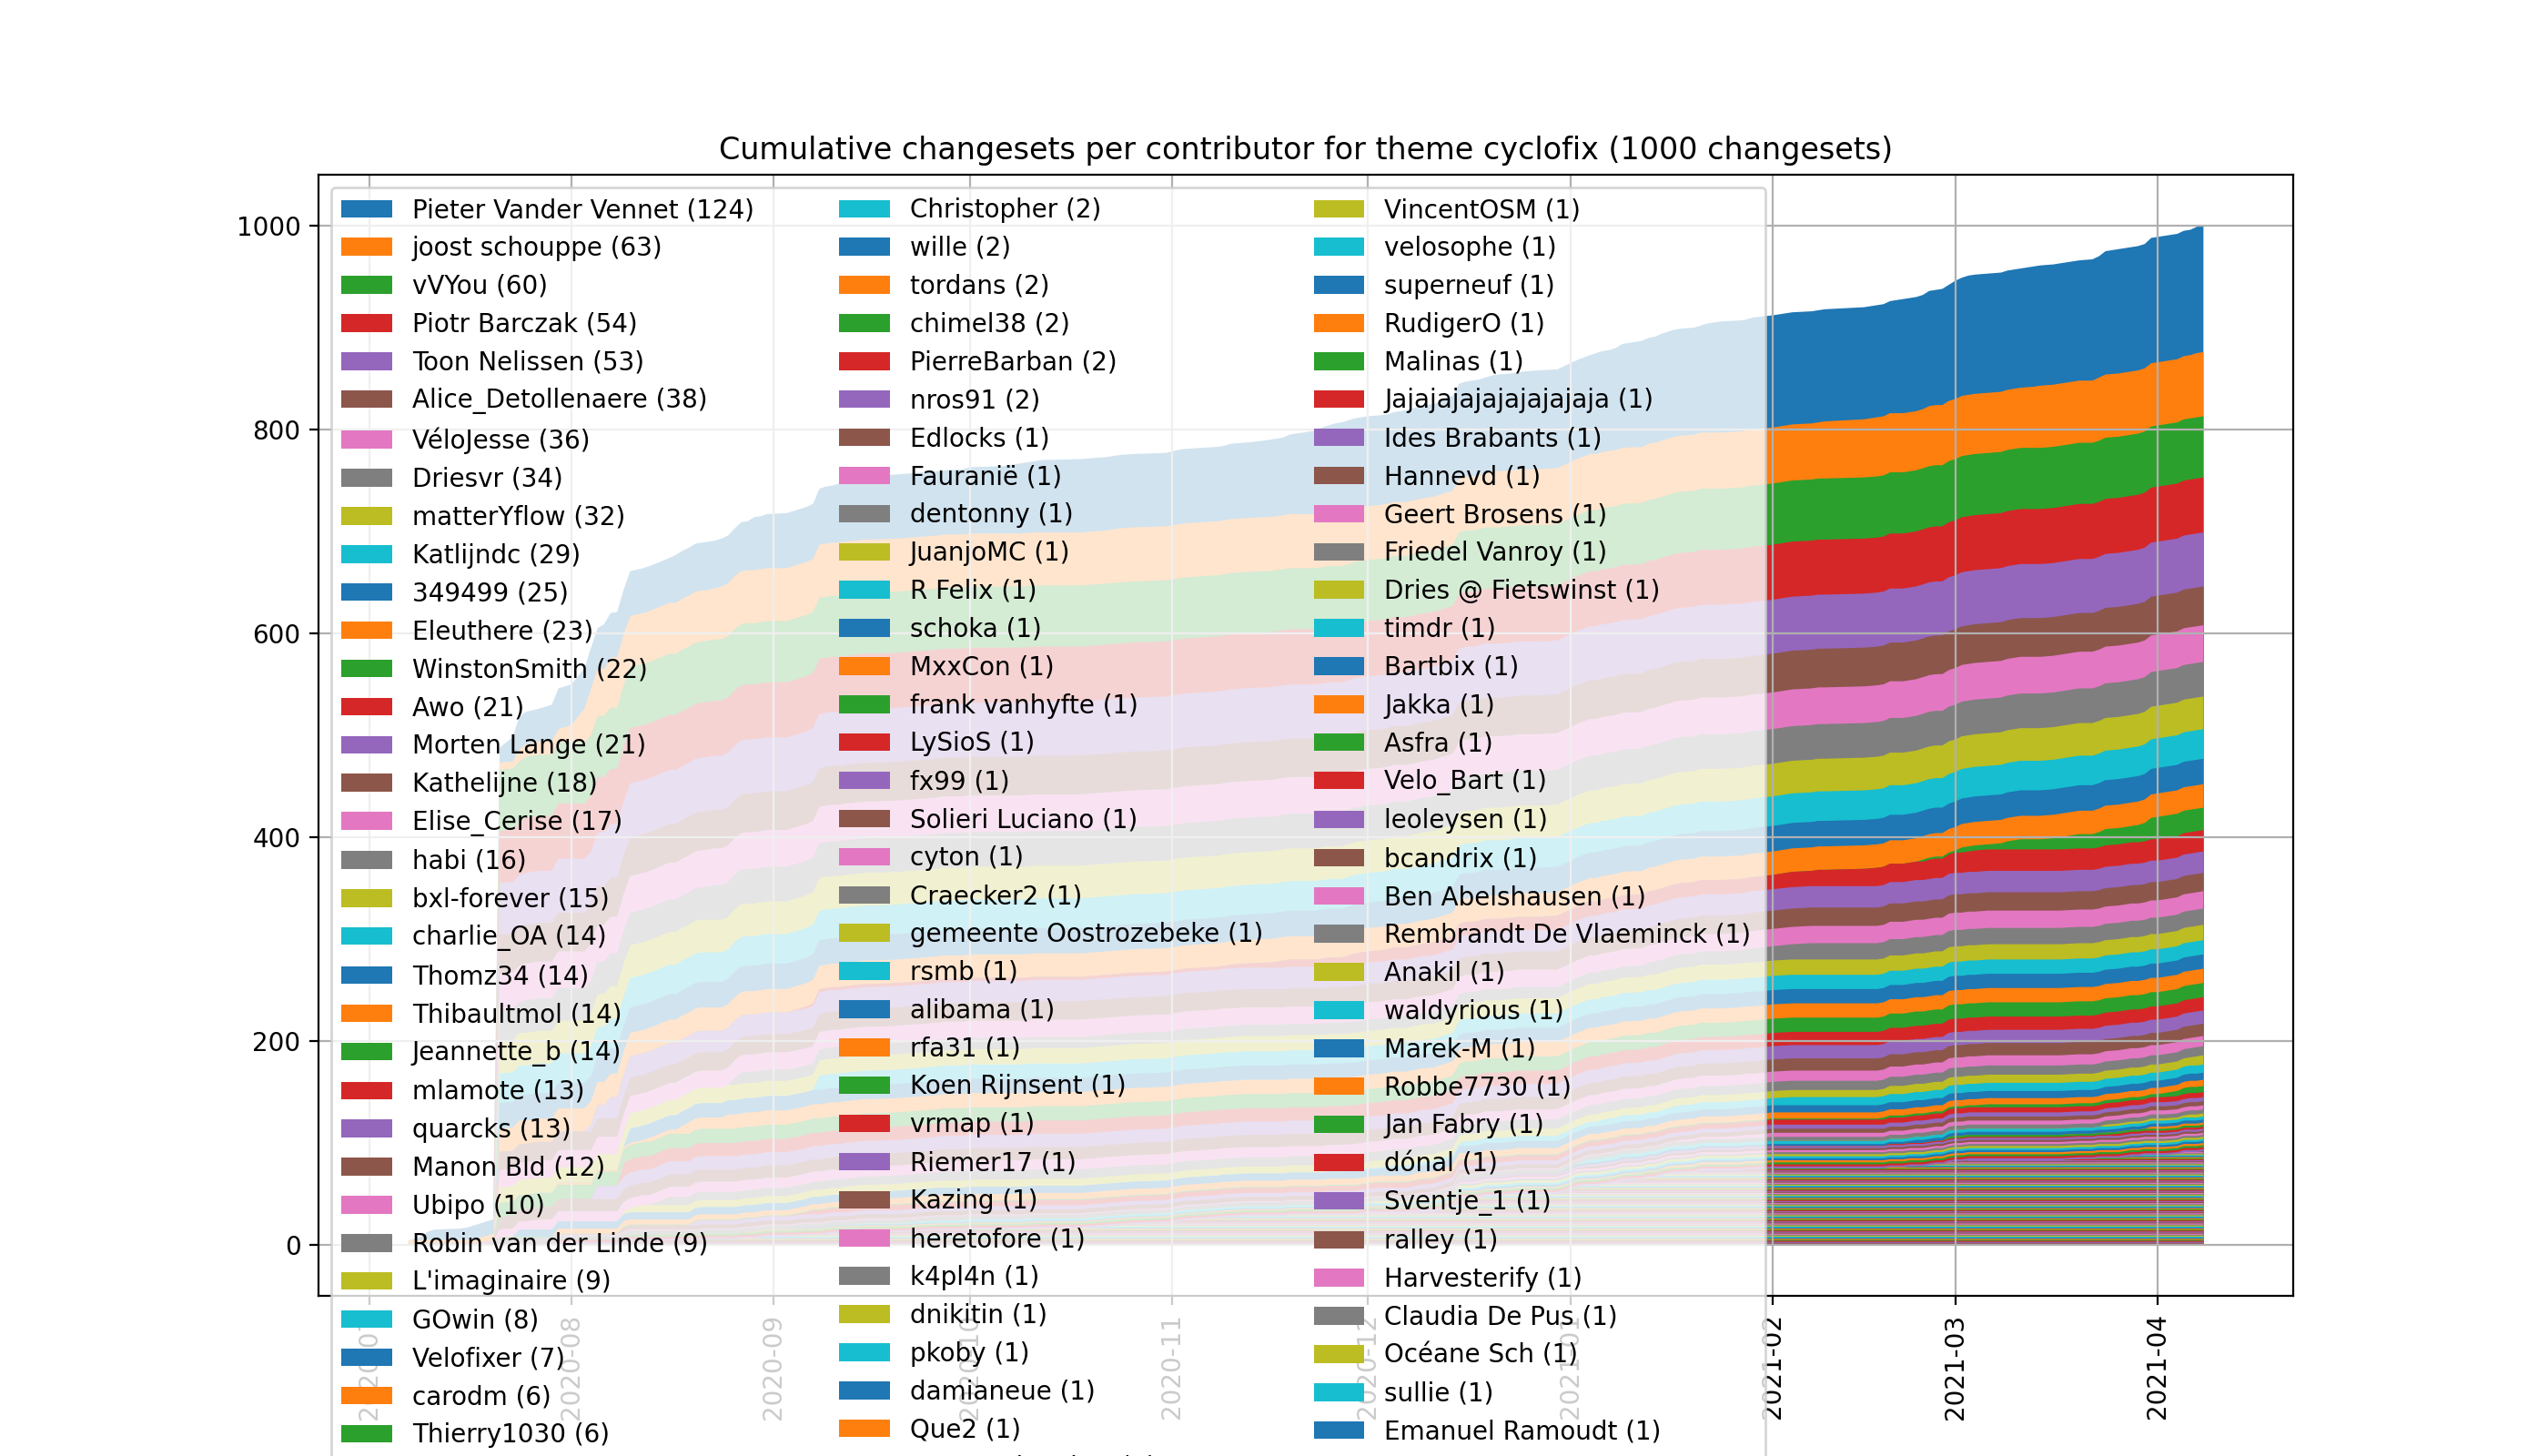 Cumulative changesets per contributor for theme cyclofix (1000 changesets)
1000
800
600
400
200
0
Pieter Vander Vennet (124)
joost schouppe (63)
vVYou (60)
Piotr Barczak (54)
Toon Nelissen (53)
Alice_Detollenaere (38)
VéloJesse (36)
Driesvr (34)
matterYflow (32)
Katlijndc (29)
349499 (25)
Eleuthere (23)
WinstonSmith (22)
Awo (21)
Morten Lange (21)
Kathelijne (18)
Elise_Cerise (17)
habi (16)
bxl-forever (15)
charlie_OA (14)
Thomz34 (14)
Thibaultmol (14)
Jeannette_b (14)
mlamote (13)
quarcks (13)
Manon Bld (12)
Ubipo (10)
Robin van der Linde (9)
L'imaginaire (9)
GOwin (8)
Velofixer (7)
carodm (6)
Thierry1030 (6)
Christopher (2)
wille (2)
tordans (2)
chimel38 (2)
PierreBarban (2)
nros91 (2)
Edlocks (1)
Fauranië (1)
dentonny (1)
JuanjoMC (1)
R Felix (1)
schoka (1)
MxxCon (1)
frank vanhyfte (1)
LySioS (1)
fx99 (1)
Solieri Luciano (1)
cyton (1)
Craecker2 (1)
gemeente Oostrozebeke (1)
rsmb (1)
alibama (1)
rfa31 (1)
Koen Rijnsent (1)
vrmap (1)
Riemer17 (1)
Kazing (1)
heretofore (1)
k4pl4n (1)
dnikitin (1)
pkoby (1)
damianeue (1)
Que2 (1)
VincentOSM (1)
velosophe (1)
superneuf (1)
RudigerO (1)
Malinas (1)
Jajajajajajajajaja (1)
Ides Brabants (1)
Hannevd (1)
Geert Brosens (1)
Friedel Vanroy (1)
Dries @ Fietswinst (1)
timdr (1)
Bartbix (1)
Jakka (1)
Asfra (1)
Velo_Bart (1)
leoleysen (1)
bcandrix (1)
Ben Abelshausen (1)
Rembrandt De Vlaeminck (1)
Anakil (1)
waldyrious (1)
Marek-M (1)
Robbe7730 (1)
Jan Fabry (1)
dónal (1)
Sventje_1 (1)
ralley (1)
Harvesterify (1)
Claudia De Pus (1)
Océane Sch (1)
sullie (1)
Emanuel Ramoudt (1)
2020-08
2020-09
2020-10
2020-11
2020-12
2021-01
2021-02
2021-03
2021-04